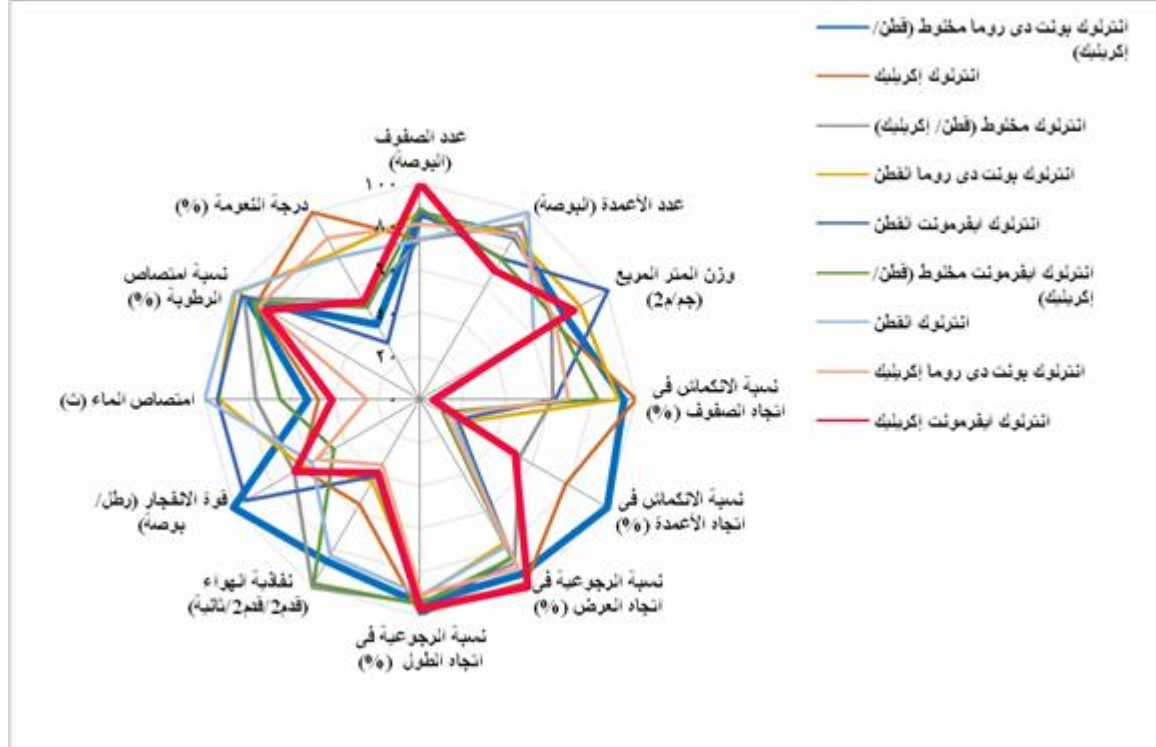 انترلوك بونت دى روما مخلوط (قطن/
إكريليك)
انترلوك إكريليك
انترلوك مخلوط (قطن/ إكريليك)
انترلوك بونت دى روما القطن
انترلوك ايفرمونت القطن
انترلوك ايفرمونت مخلوط (قطن/
إكريليك)
انترلوك القطن
انترلوك بونت دى روما إكريليك
انترلوك ايفرمونت إكريليك
عدد الصفوف
(البوصة)
عدد الأعمدة (البوصة)
وزن المتر المربع
(جم/م2)
نسبة الانكماش فى
اتجاه الصفوف (%)
نسبة الانكماش فى
اتجاه الأعمدة (%)
نسبة الرجوعية فى
اتجاه العرض (%)
نسبة الرجوعية فى
اتجاه الطول (%)
نفاذية الهواء
(قدم2/قدم2/ثانية)
قوة الانفجار (رطل/
بوصة)
امتصاص الماء (ث)
نسبة امتصاص
الرطوبة (%)
درجة النعومة (%)
١٠٠
٨٠
٦٠
٤٠
٢٠
٠